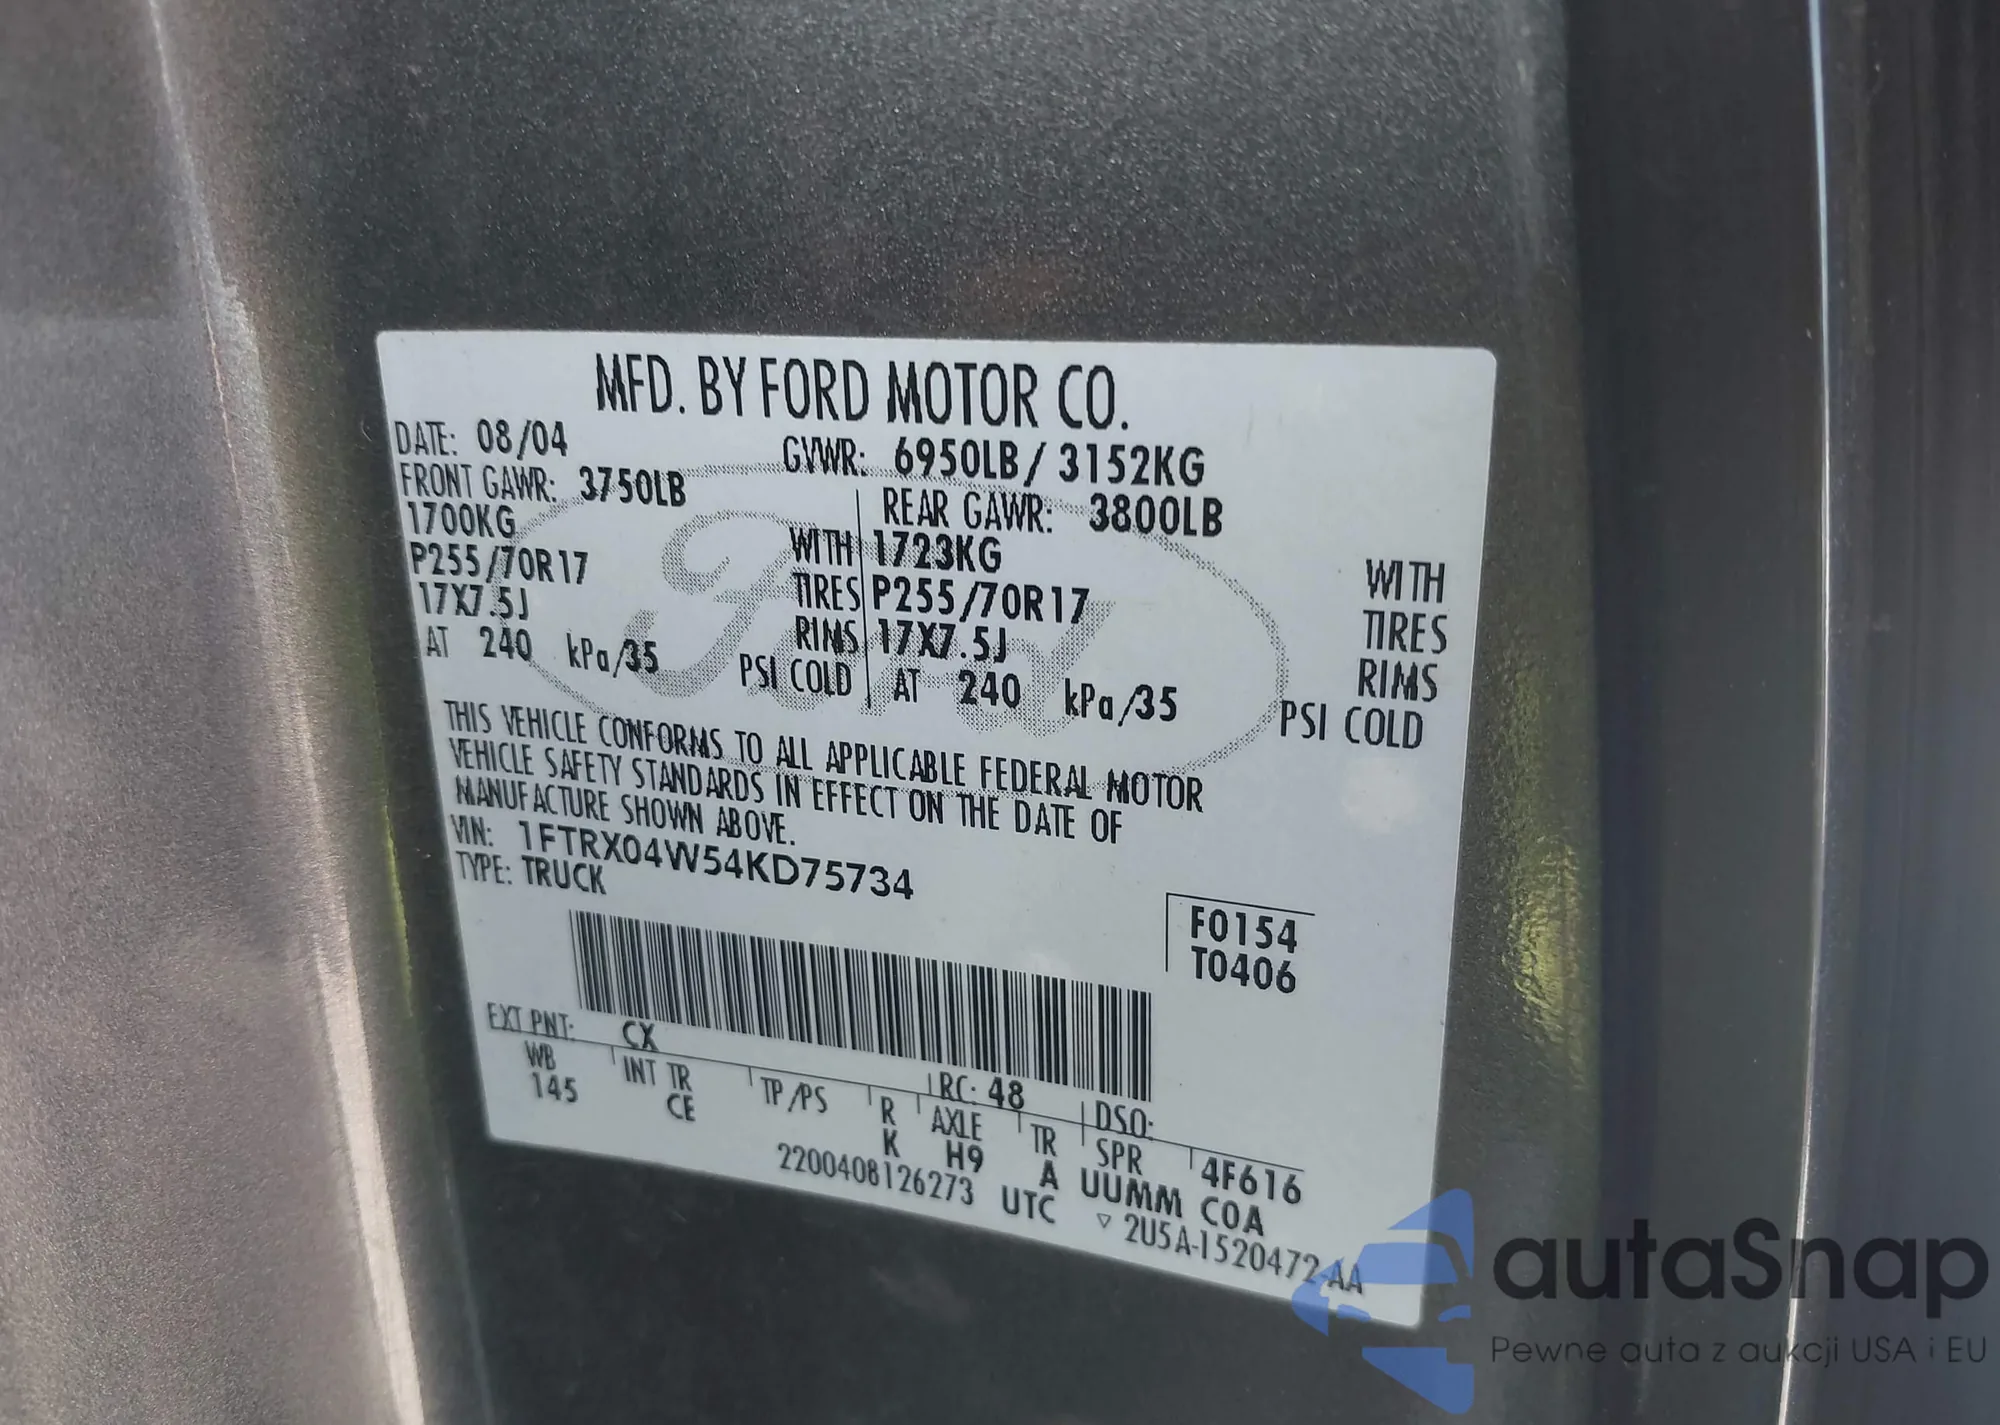 MFD. BY FORD MOTOR CO.
DATE: 08/04 GVWR: 6950LB / 3152KG
FRONT GAWR: 3750LB REAR GAWR: 3800LB
1700KG WITH 1723KG WITH
P255/70R17 TIRES P255/70R17 TIRES
17X7.5J RIMS 17X7.5J RIMS
AT 240 kPa/35 PSI COLD AT 240 kPa/35 PSI COLD
THIS VEHICLE CONFORMS TO ALL APPLICABLE FEDERAL MOTOR
VEHICLE SAFETY STANDARDS IN EFFECT ON THE DATE OF
MANUFACTURE SHOWN ABOVE.
VIN: 1FTRX04W54KD75734
TYPE: TRUCK
F0154
T0406
EXT PNT: CX RC: 48 DSO:
WB INT TR TP/PS R AXLE TR SPR 4F616
145 CE K H9 A UUMM C0A
2200408126273 UTC ▽ 2U5A-1520472-AA
Ford
autaSnap
Pewne auta z aukcji USA i EU